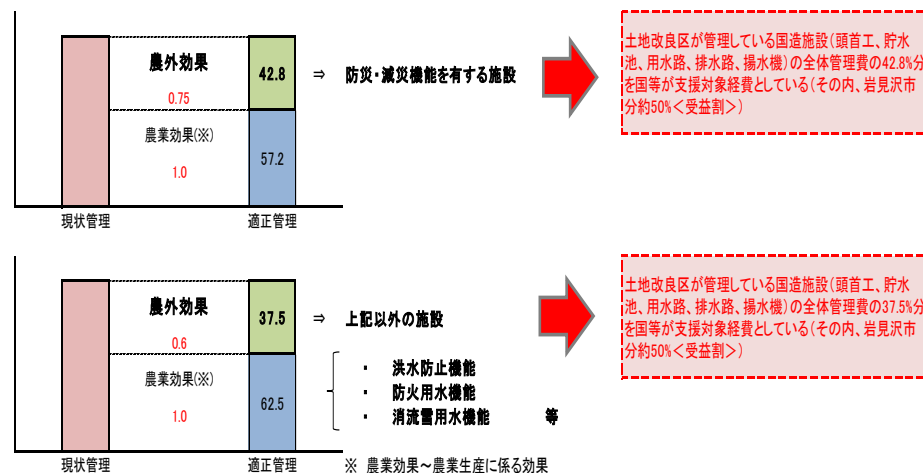 農外効果
0.75
42.8
⇒ 防災・減災機能を有する施設
農業効果(※)
1.0
57.2
現状管理
適正管理
土地改良区が管理している国造施設(頭首工、貯水
池、用水路、排水路、揚水機)の全体管理費の42.8%分
を国等が支援対象経費としている(その内、岩見沢市
分約50%<受益割>)
農外効果
0.6
37.5
⇒ 上記以外の施設
農業効果(※)
1.0
62.5
・ 洪水防止機能
・ 防火用水機能
・ 消流雪用水機能 等
現状管理
適正管理
※ 農業効果~農業生産に係る効果
土地改良区が管理している国造施設(頭首工、貯水
池、用水路、排水路、揚水機)の全体管理費の37.5%分
を国等が支援対象経費としている(その内、岩見沢市
分約50%<受益割>)